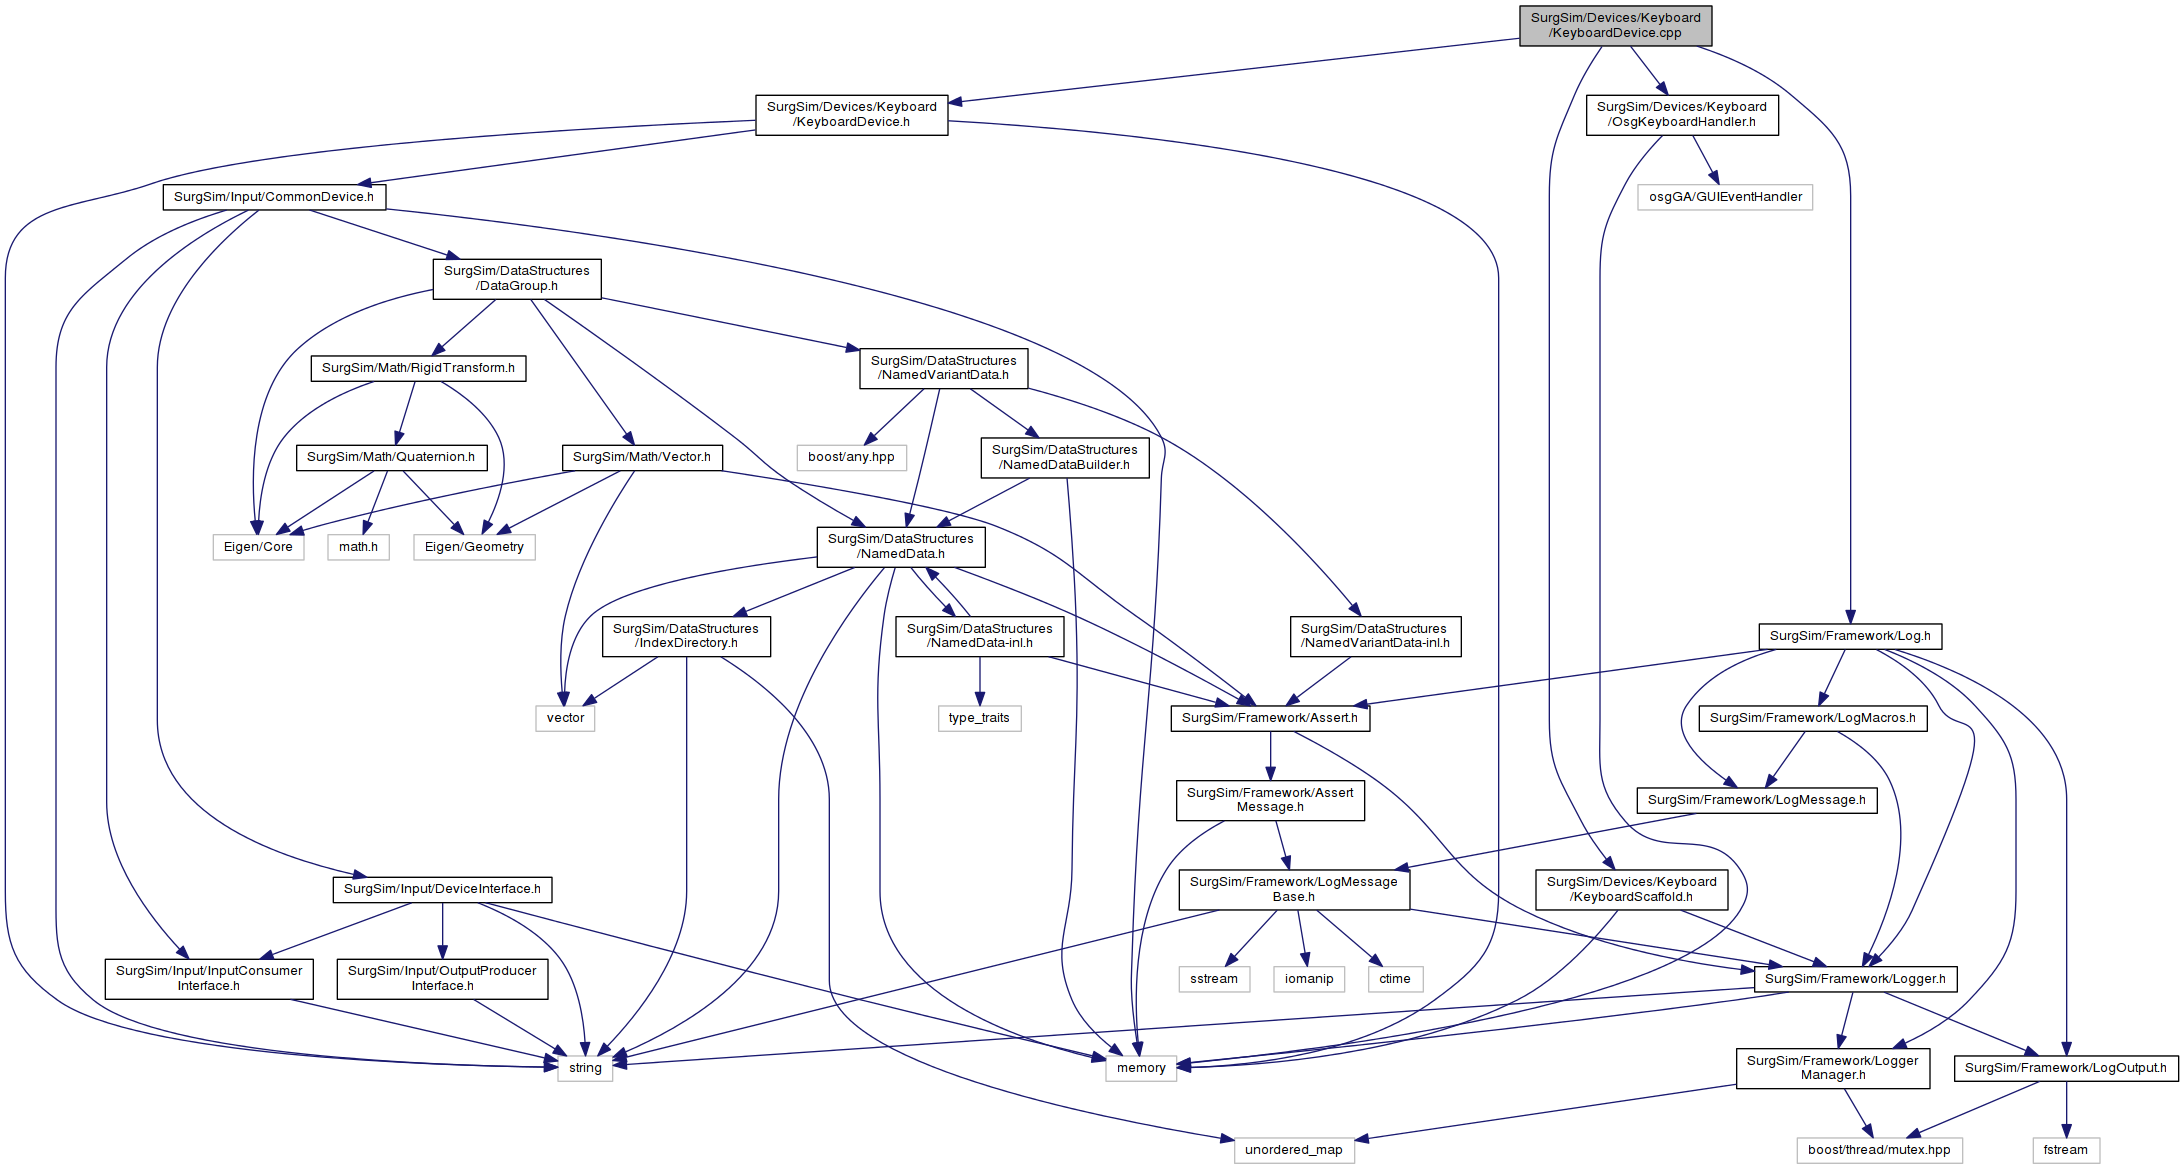 SurgSim/Devices/Keyboard
/KeyboardDevice.cpp
SurgSim/Devices/Keyboard
/KeyboardDevice.h
SurgSim/Devices/Keyboard
/OsgKeyboardHandler.h
SurgSim/Input/CommonDevice.h
osgGA/GUIEventHandler
SurgSim/DataStructures
/DataGroup.h
SurgSim/Math/RigidTransform.h
SurgSim/DataStructures
/NamedVariantData.h
SurgSim/Math/Quaternion.h
SurgSim/Math/Vector.h
boost/any.hpp
SurgSim/DataStructures
/NamedDataBuilder.h
Eigen/Core
math.h
Eigen/Geometry
SurgSim/DataStructures
/NamedData.h
SurgSim/DataStructures
/IndexDirectory.h
SurgSim/DataStructures
/NamedData-inl.h
SurgSim/DataStructures
/NamedVariantData-inl.h
SurgSim/Framework/Log.h
vector
type_traits
SurgSim/Framework/Assert.h
SurgSim/Framework/LogMacros.h
SurgSim/Framework/Assert
Message.h
SurgSim/Framework/LogMessage.h
SurgSim/Input/DeviceInterface.h
SurgSim/Framework/LogMessage
Base.h
SurgSim/Devices/Keyboard
/KeyboardScaffold.h
SurgSim/Input/InputConsumer
Interface.h
SurgSim/Input/OutputProducer
Interface.h
sstream
iomanip
ctime
SurgSim/Framework/Logger.h
string
memory
SurgSim/Framework/Logger
Manager.h
SurgSim/Framework/LogOutput.h
unordered_map
boost/thread/mutex.hpp
fstream